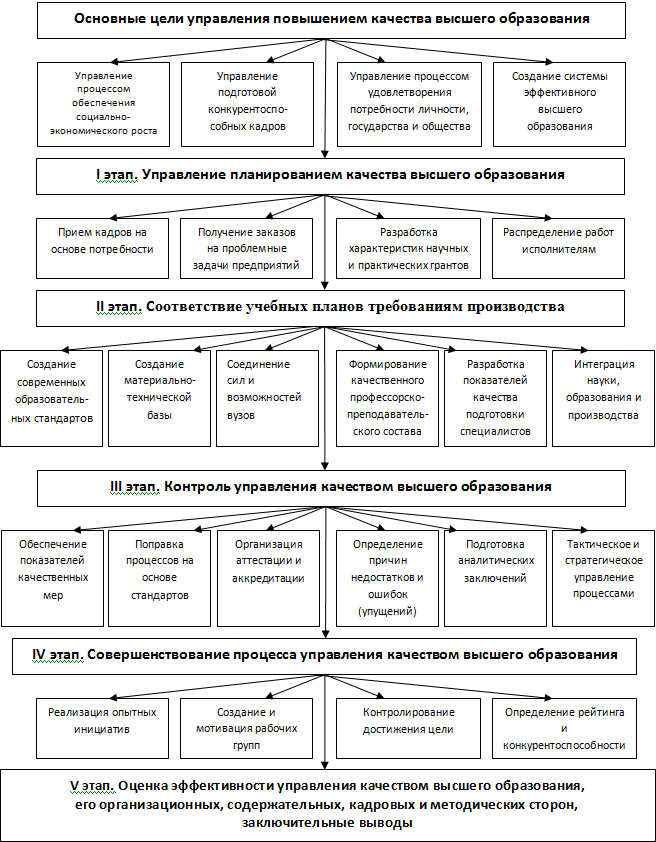 Основные цели управления повышением качества высшего образования
Управление
процессом
обеспечения
социально-
экономического роста
Управление
подготовой
конкурентоспо-
собных кадров
Управление процессом
удовлетворения
потребности личности,
государства и общества
Создание системы
эффективного
высшего
образования
I этап. Управление планированием качества высшего образования
Прием кадров на
основе потребности
Получение заказов
на проблемные
задачи предприятий
Разработка
характеристик научных
и практических грантов
Распределение работ
исполнителям
II этап. Соответствие учебных планов требованиям производства
Создание
современных
образователь-
ных стандартов
Создание
материально-
технической
базы
Соединение
сил и
возможностей
вузов
Формирование
качественного
профессорско-
преподаватель-
ского состава
Разработка
показателей
качества
подготовки
специалистов
Интеграция
науки,
образования и
производства
III этап. Контроль управления качеством высшего образования
Обеспечение
показателей
качественных
мер
Поправка
процессов на
основе
стандартов
Организация
аттестации и
аккредитации
Определение
причин
недостатков и
ошибок
(упущений)
Подготовка
аналитических
заключений
Тактическое и
стратегическое
управление
процессами
IV этап. Совершенствование процесса управления качеством высшего образования
Реализация опытных
инициатив
Создание и
мотивация рабочих
групп
Контролирование
достижения цели
Определение рейтинга
и
конкурентоспособности
V этап. Оценка эффективности управления качеством высшего образования,
его организационных, содержательных, кадровых и методических сторон,
заключительные выводы